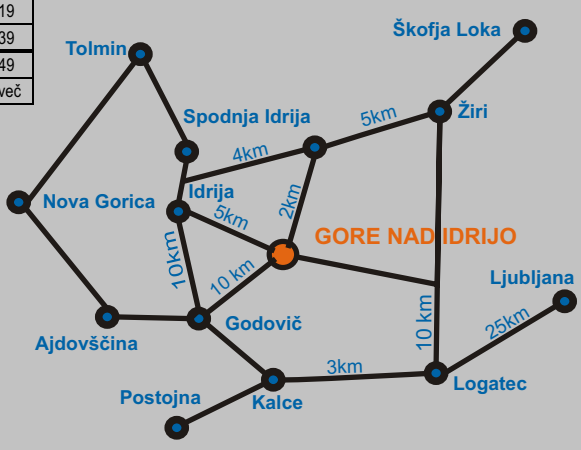 19
39
49
več
Škofja Loka
Tolmin
Spodnja Idrija
5km
Žiri
4km
Idrija
2km
Nova Gorica
5km
GORE NAD IDRIJO
10km
10 km
Ljubljana
10 km
25km
Godovič
Ajdovščina
3km
Logatec
Postojna
Kalce